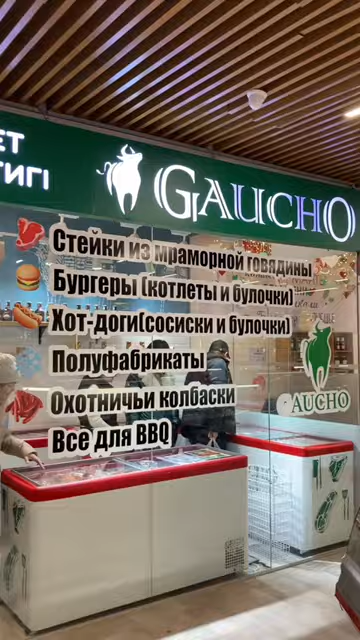 ЕТ
ТИГІ
GAUCHO
Стейки из мраморной говядины
Бургеры (котлеты и булочки)
Хот-доги(сосиски и булочки)
Полуфабрикаты
Охотничьи колбаски
Всё для BBQ
AUCHO